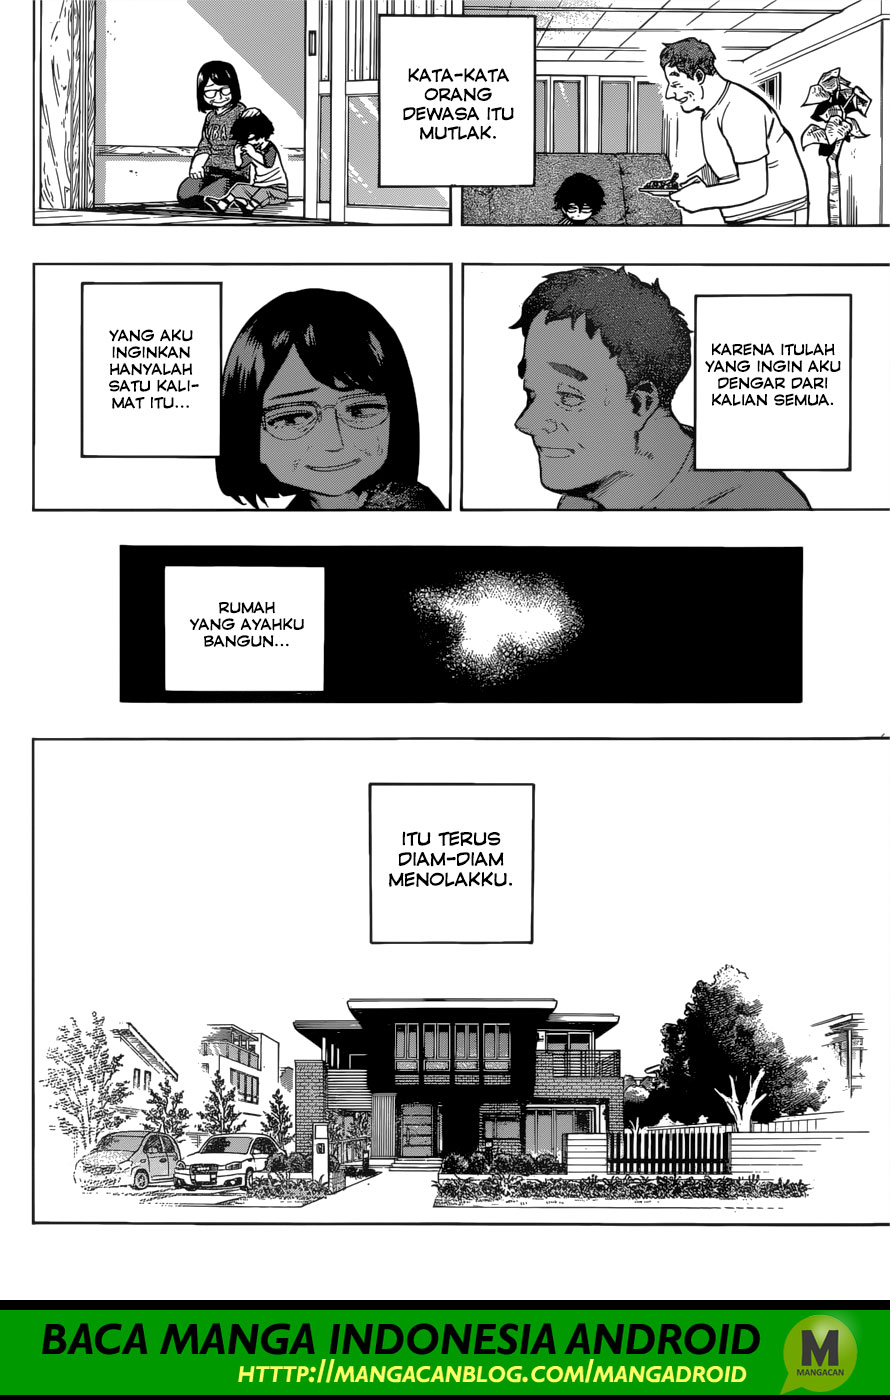 KATA-KATA
ORANG
DEWASA ITU
MUTLAK.
YANG AKU
INGINKAN
HANYALAH
SATU KALI-
MAT ITU...
KARENA ITULAH
YANG INGIN AKU
DENGAR DARI
KALIAN SEMUA.
RUMAH
YANG AYAHKU
BANGUN...
ITU TERUS
DIAM-DIAM
MENOLAKKU.
BACA MANGA INDONESIA ANDROID
HTTTP://MANGACANBLOG.COM/MANGADROID
M
MANGACAN